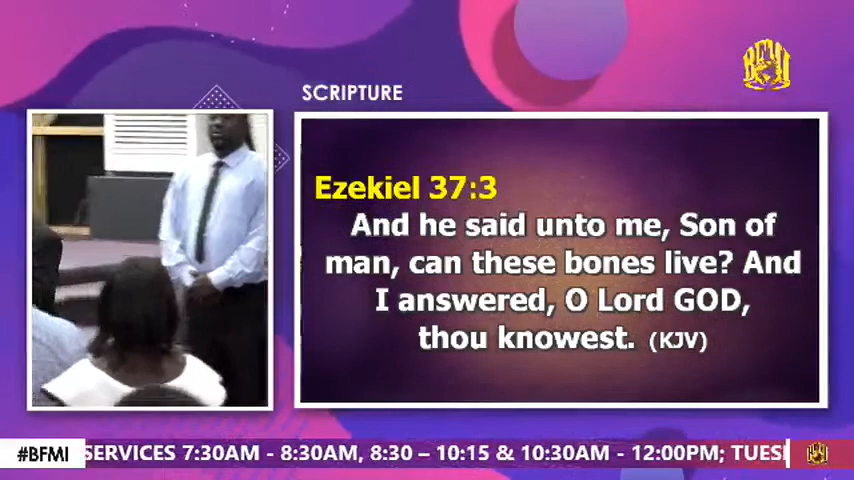 SCRIPTURE
Ezekiel 37:3
And he said unto me, Son of
man, can these bones live? And
I answered, O Lord GOD,
thou knowest. (KJV)
#BFMI
SERVICES 7:30AM - 8:30AM, 8:30 – 10:15 & 10:30AM - 12:00PM; TUES